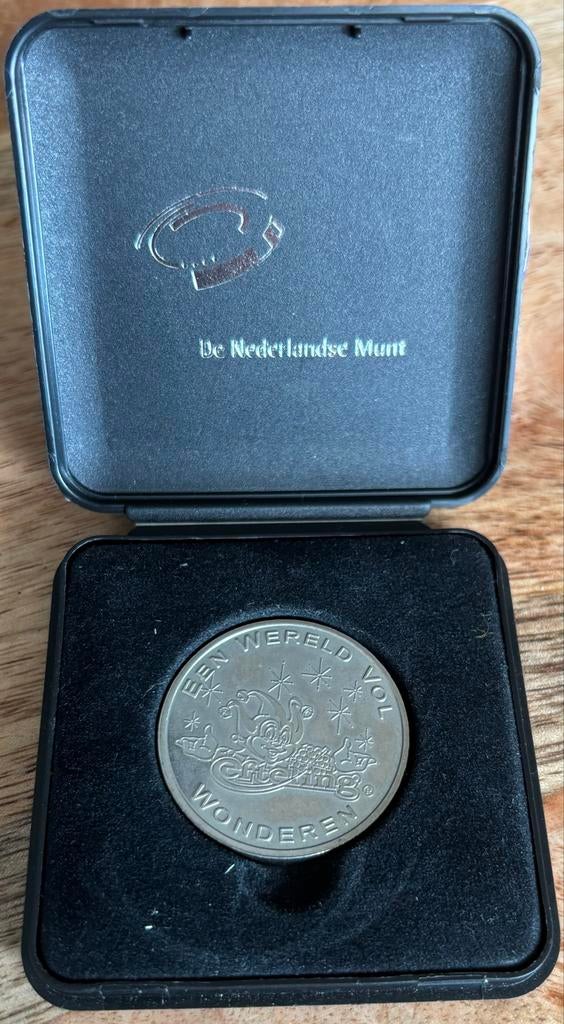 De Nederlandse Munt
EEN WERELD VOL
efteling ®
WONDEREN